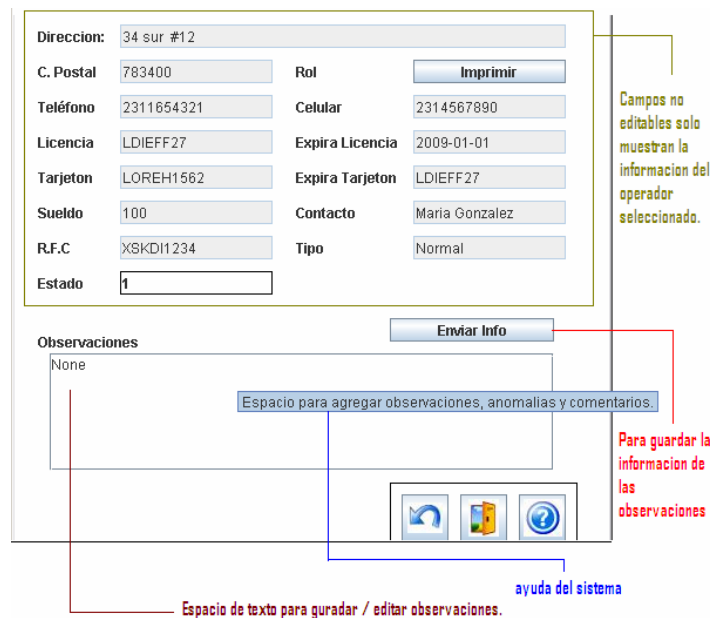 Direccion: 34 sur #12
C. Postal 783400 Rol Imprimir
Teléfono 2311654321 Celular 2314567890
Licencia LDIEFF27 Expira Licencia 2009-01-01
Tarjeton LOREH1562 Expira Tarjeton LDIEFF27
Sueldo 100 Contacto Maria Gonzalez
R.F.C XSKDI1234 Tipo Normal
Estado 1
Campos no
editables solo
muestran la
informacion del
operador
seleccionado.
Enviar Info
Observaciones
None
Espacio para agregar observaciones, anomalias y comentarios.
Para guardar la
informacion de
las
observaciones
ayuda del sistema
Espacio de texto para guradar / editar observaciones.